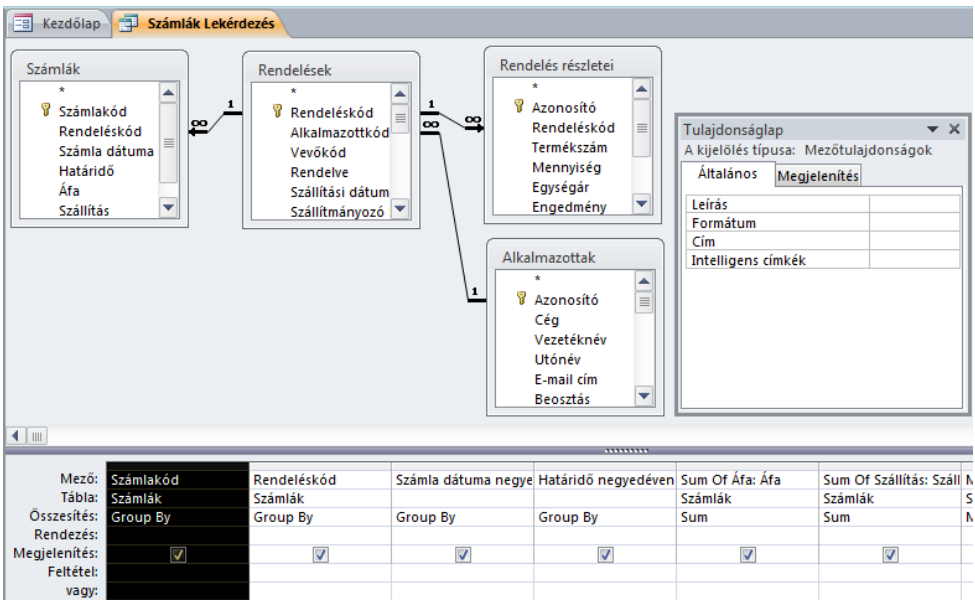 Kezdőlap Számlák Lekérdezés
Számlák
*
Számlakód
Rendeléskód
Számla dátuma
Határidő
Áfa
Szállítás
Rendelések
*
Rendeléskód
Alkalmazottkód
Vevőkód
Rendelve
Szállítási dátum
Szállítmányozó
Rendelés részletei
*
Azonosító
Rendeléskód
Termékszám
Mennyiség
Egységár
Engedmény
Alkalmazottak
*
Azonosító
Cég
Vezetéknév
Utónév
E-mail cím
Beosztás
1 ∞
1 ∞
∞ 1
Tulajdonságlap
A kijelölés típusa: Mezőtulajdonságok
Általános Megjelenítés
Leírás
Formátum
Cím
Intelligens címkék
Mező: Számlakód Rendeléskód Számla dátuma negye Határidő negyedéven Sum Of Áfa: Áfa Sum Of Szállítás: Száll M
Tábla: Számlák Számlák Számlák Számlák S
Összesítés: Group By Group By Group By Group By Sum Sum M
Rendezés:
Megjelenítés:
Feltétel:
vagy: